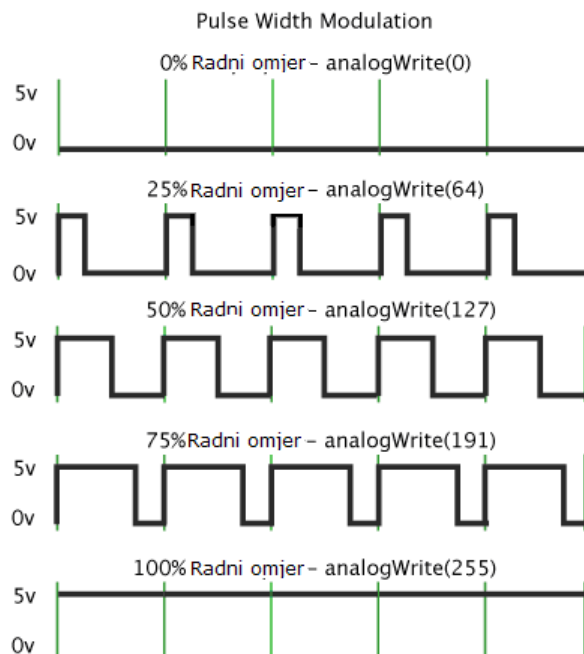 Pulse Width Modulation
0% Radni omjer - analogWrite(0)
5v
0v
25% Radni omjer - analogWrite(64)
5v
0v
50% Radni omjer - analogWrite(127)
5v
0v
75% Radni omjer - analogWrite(191)
5v
0v
100% Radni omjer - analogWrite(255)
5v
0v